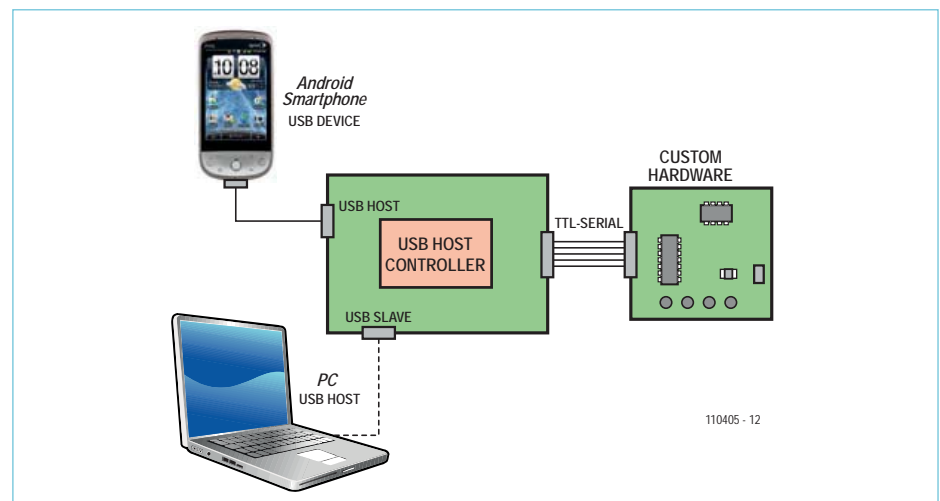 10 08
Android
Smartphone
USB DEVICE
USB HOST
USB HOST
CONTROLLER
USB SLAVE
TTL-SERIAL
CUSTOM
HARDWARE
PC
USB HOST
110405 - 12